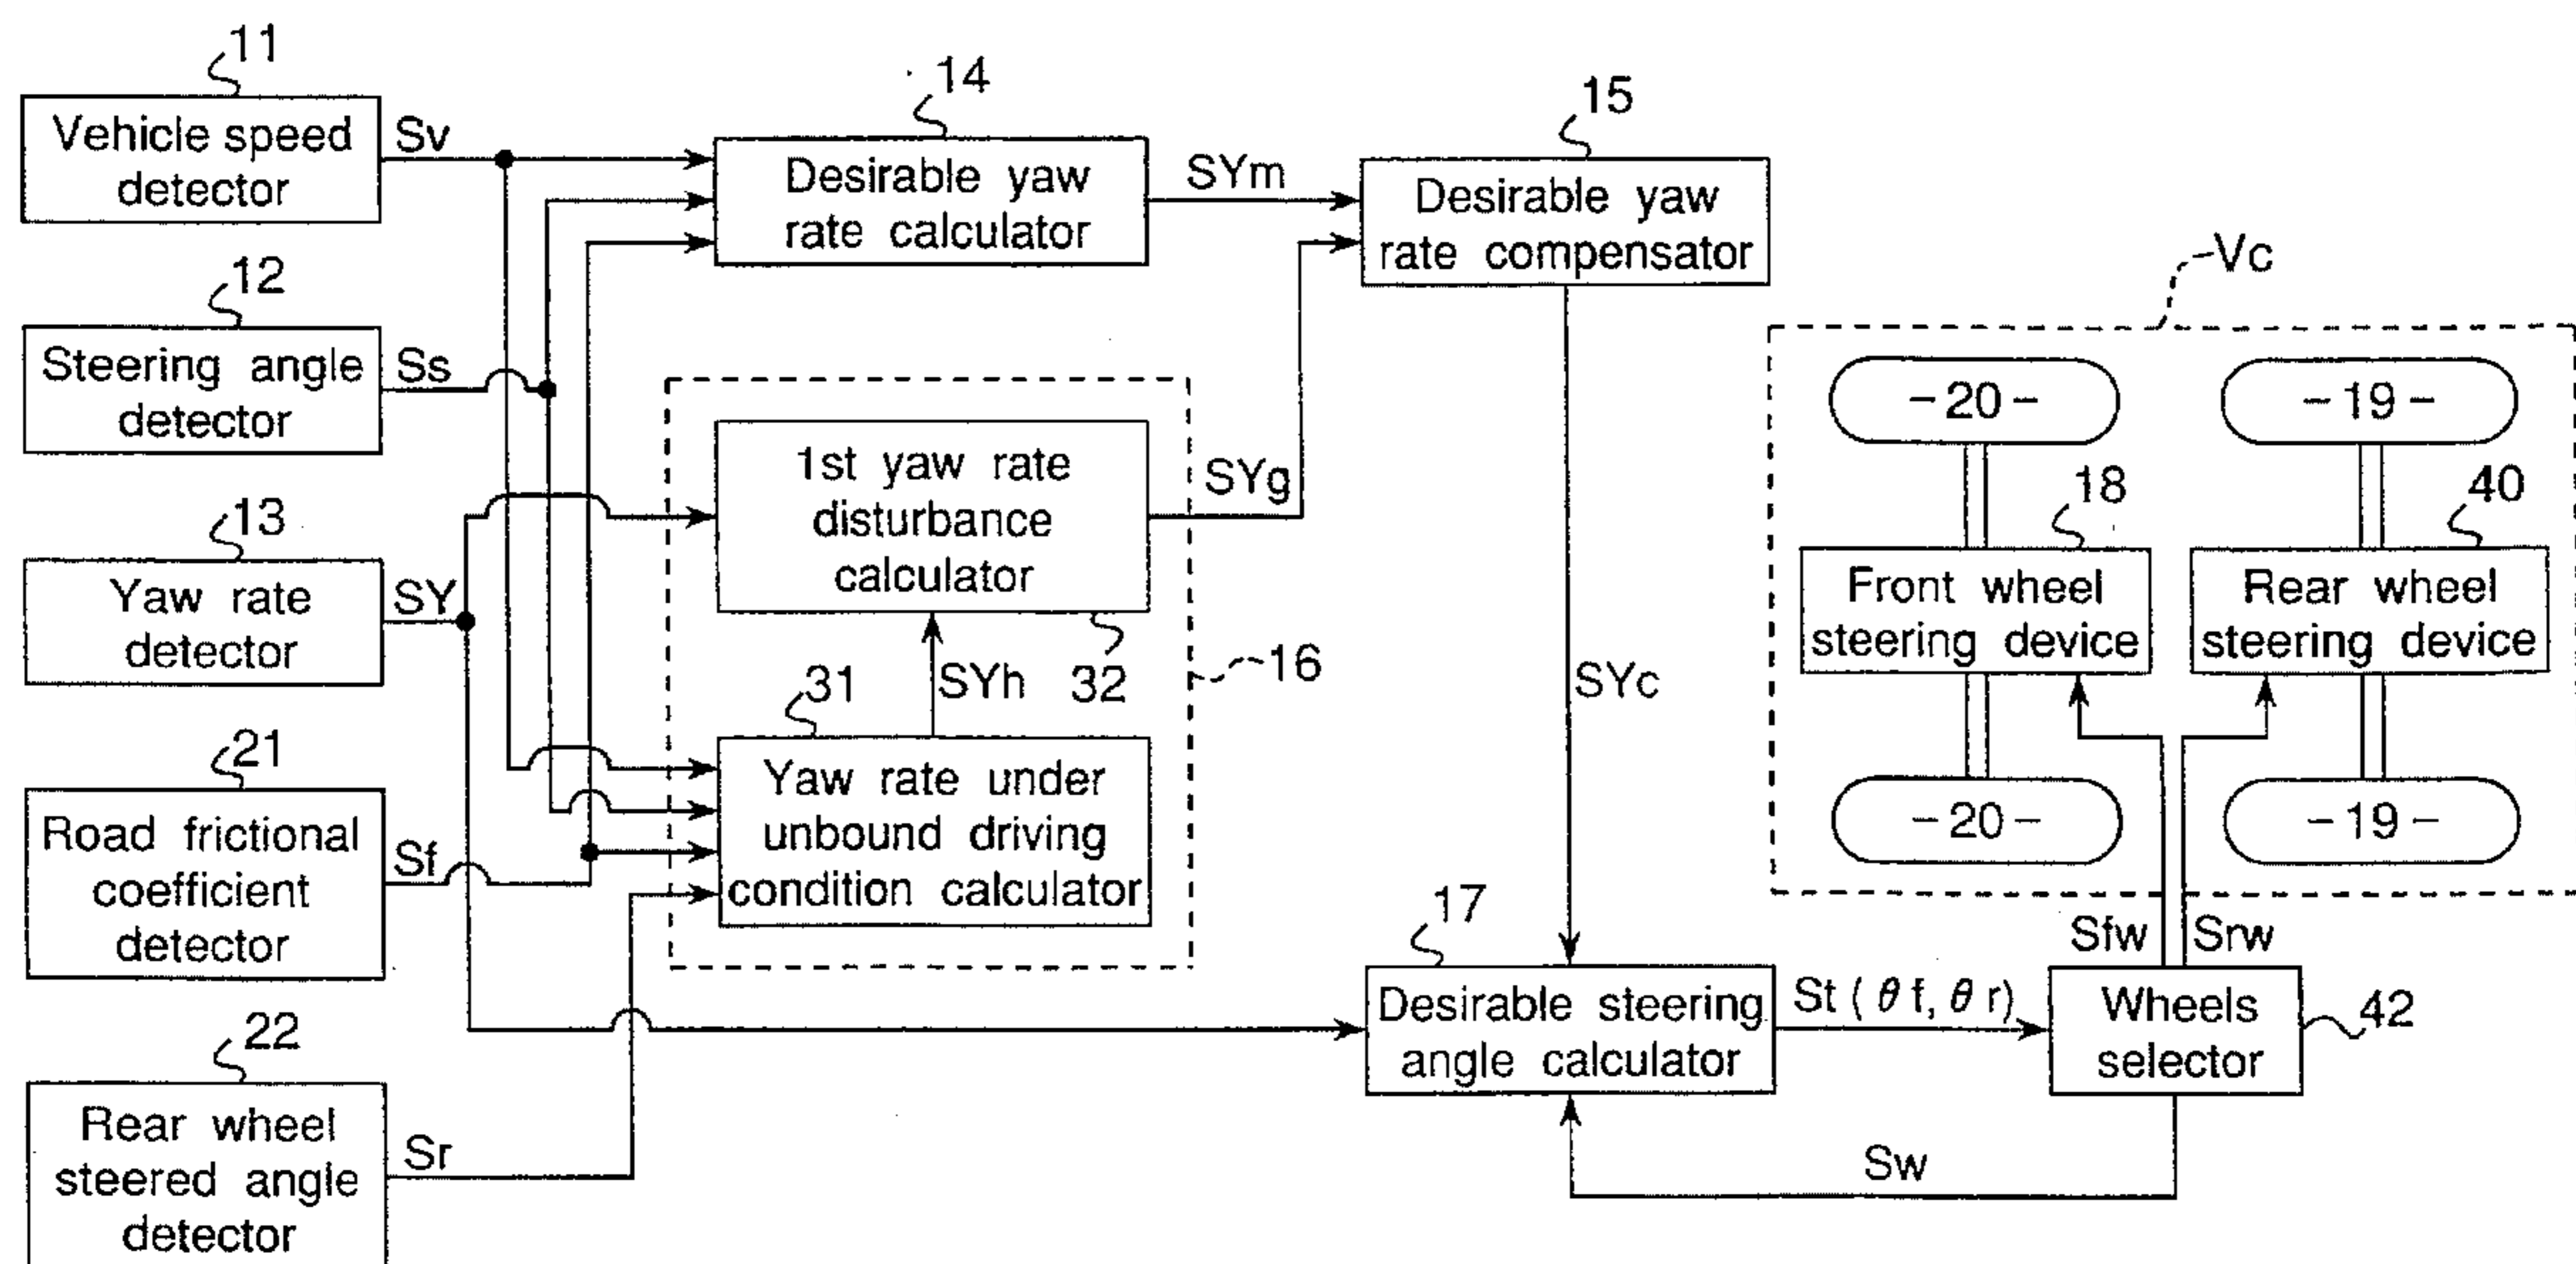 11
Vehicle speed
detector
Sv
12
Steering angle
detector
Ss
13
Yaw rate
detector
SY
21
Road frictional
coefficient
detector
Sf
22
Rear wheel
steered angle
detector
Sr
14
Desirable yaw
rate calculator
SYm
15
Desirable yaw
rate compensator
1st yaw rate
disturbance
calculator
SYg
32
16
SYh
31
Yaw rate under
unbound driving
condition calculator
SYc
17
Desirable steering
angle calculator
St ( θ f, θ r)
Wheels
selector
42
Sw
Sfw
Srw
Vc
-20-
-19-
18
Front wheel
steering device
40
Rear wheel
steering device
-20-
-19-